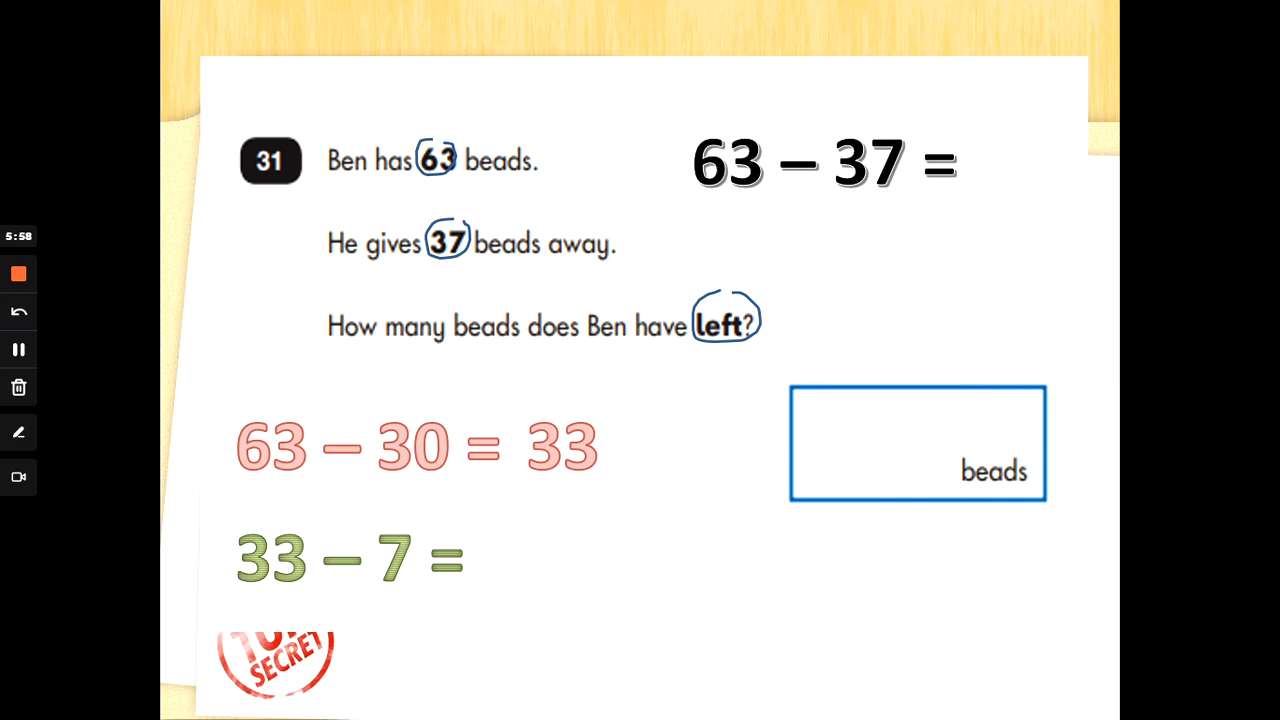 31 Ben has 63 beads.
63 – 37 =
He gives 37 beads away.
How many beads does Ben have left?
63 – 30 = 33
beads
33 – 7 =
SECRET
5:58